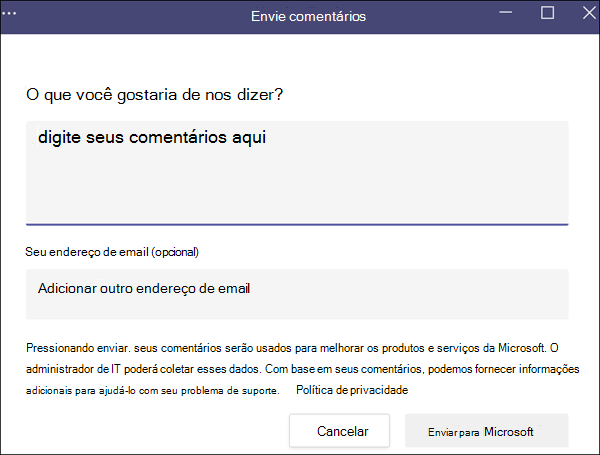 Envie comentários
O que você gostaria de nos dizer?
digite seus comentários aqui
Seu endereço de email (opcional)
Adicionar outro endereço de email
Pressionando enviar. seus comentários serão usados para melhorar os produtos e serviços da Microsoft. O
administrador de IT poderá coletar esses dados. Com base em seus comentários, podemos fornecer informações
adicionais para ajudá-lo com seu problema de suporte. Política de privacidade
Cancelar Enviar para Microsoft